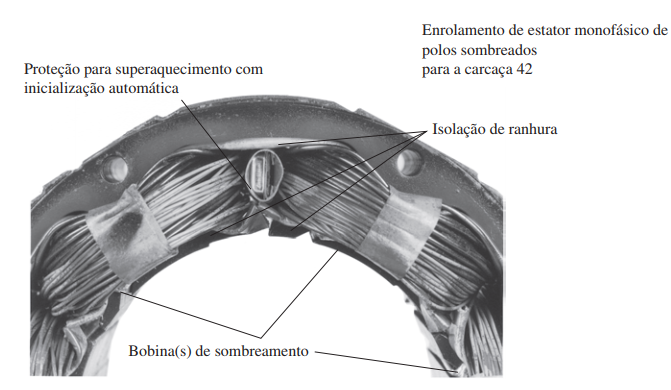 Enrolamento de estator monofásico de
polos sombreados
para a carcaça 42
Proteção para superaquecimento com
inicialização automática
Isolação de ranhura
Bobina(s) de sombreamento